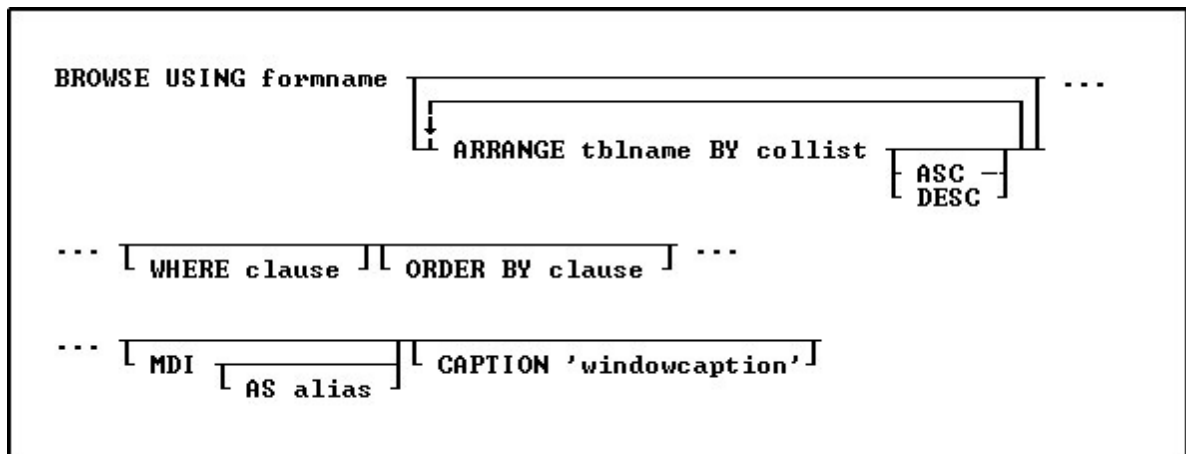 BROWSE USING formname ...
ARRANGE tblname BY collist
ASC
DESC
... WHERE clause ORDER BY clause ...
... MDI CAPTION 'windowcaption'
AS alias